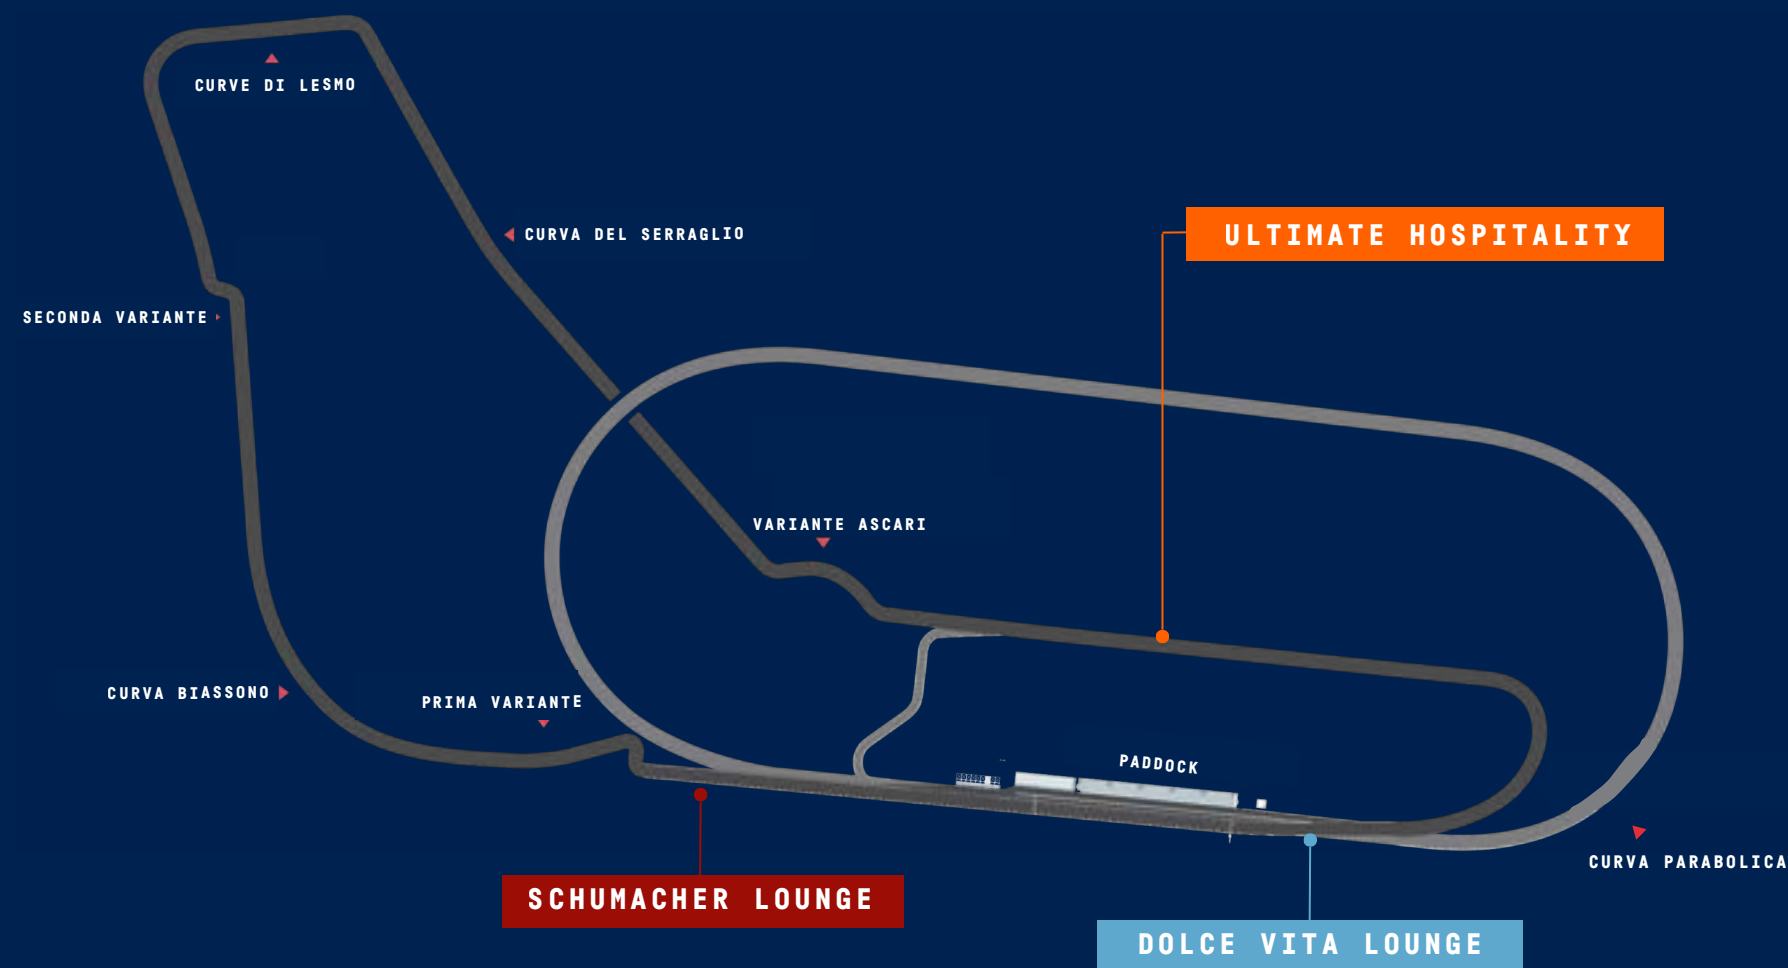 CURVE DI LESMO
CURVA DEL SERRAGLIO
ULTIMATE HOSPITALITY
SECONDA VARIANTE
VARIANTE ASCARI
CURVA BIASSONO
PRIMA VARIANTE
PADDOCK
CURVA PARABOLICA
SCHUMACHER LOUNGE
DOLCE VITA LOUNGE